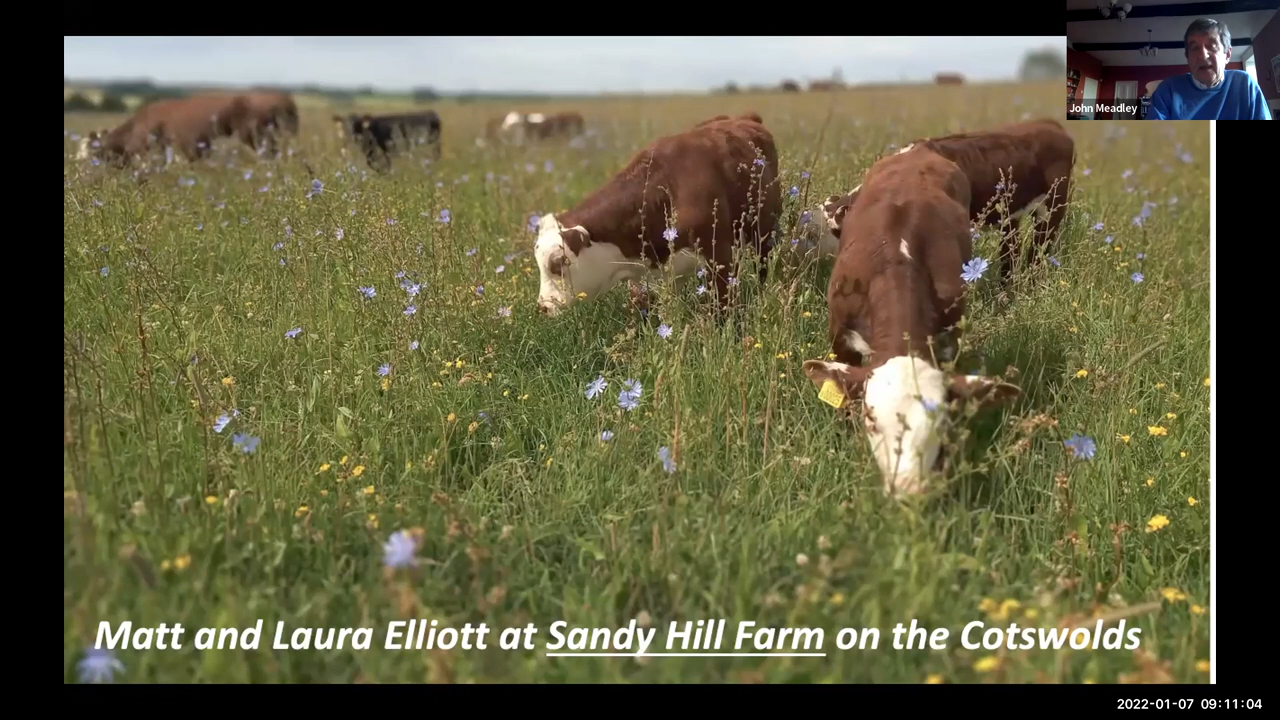 John Meadley
Matt and Laura Elliott at Sandy Hill Farm on the Cotswolds
2022-01-07 09:11:04